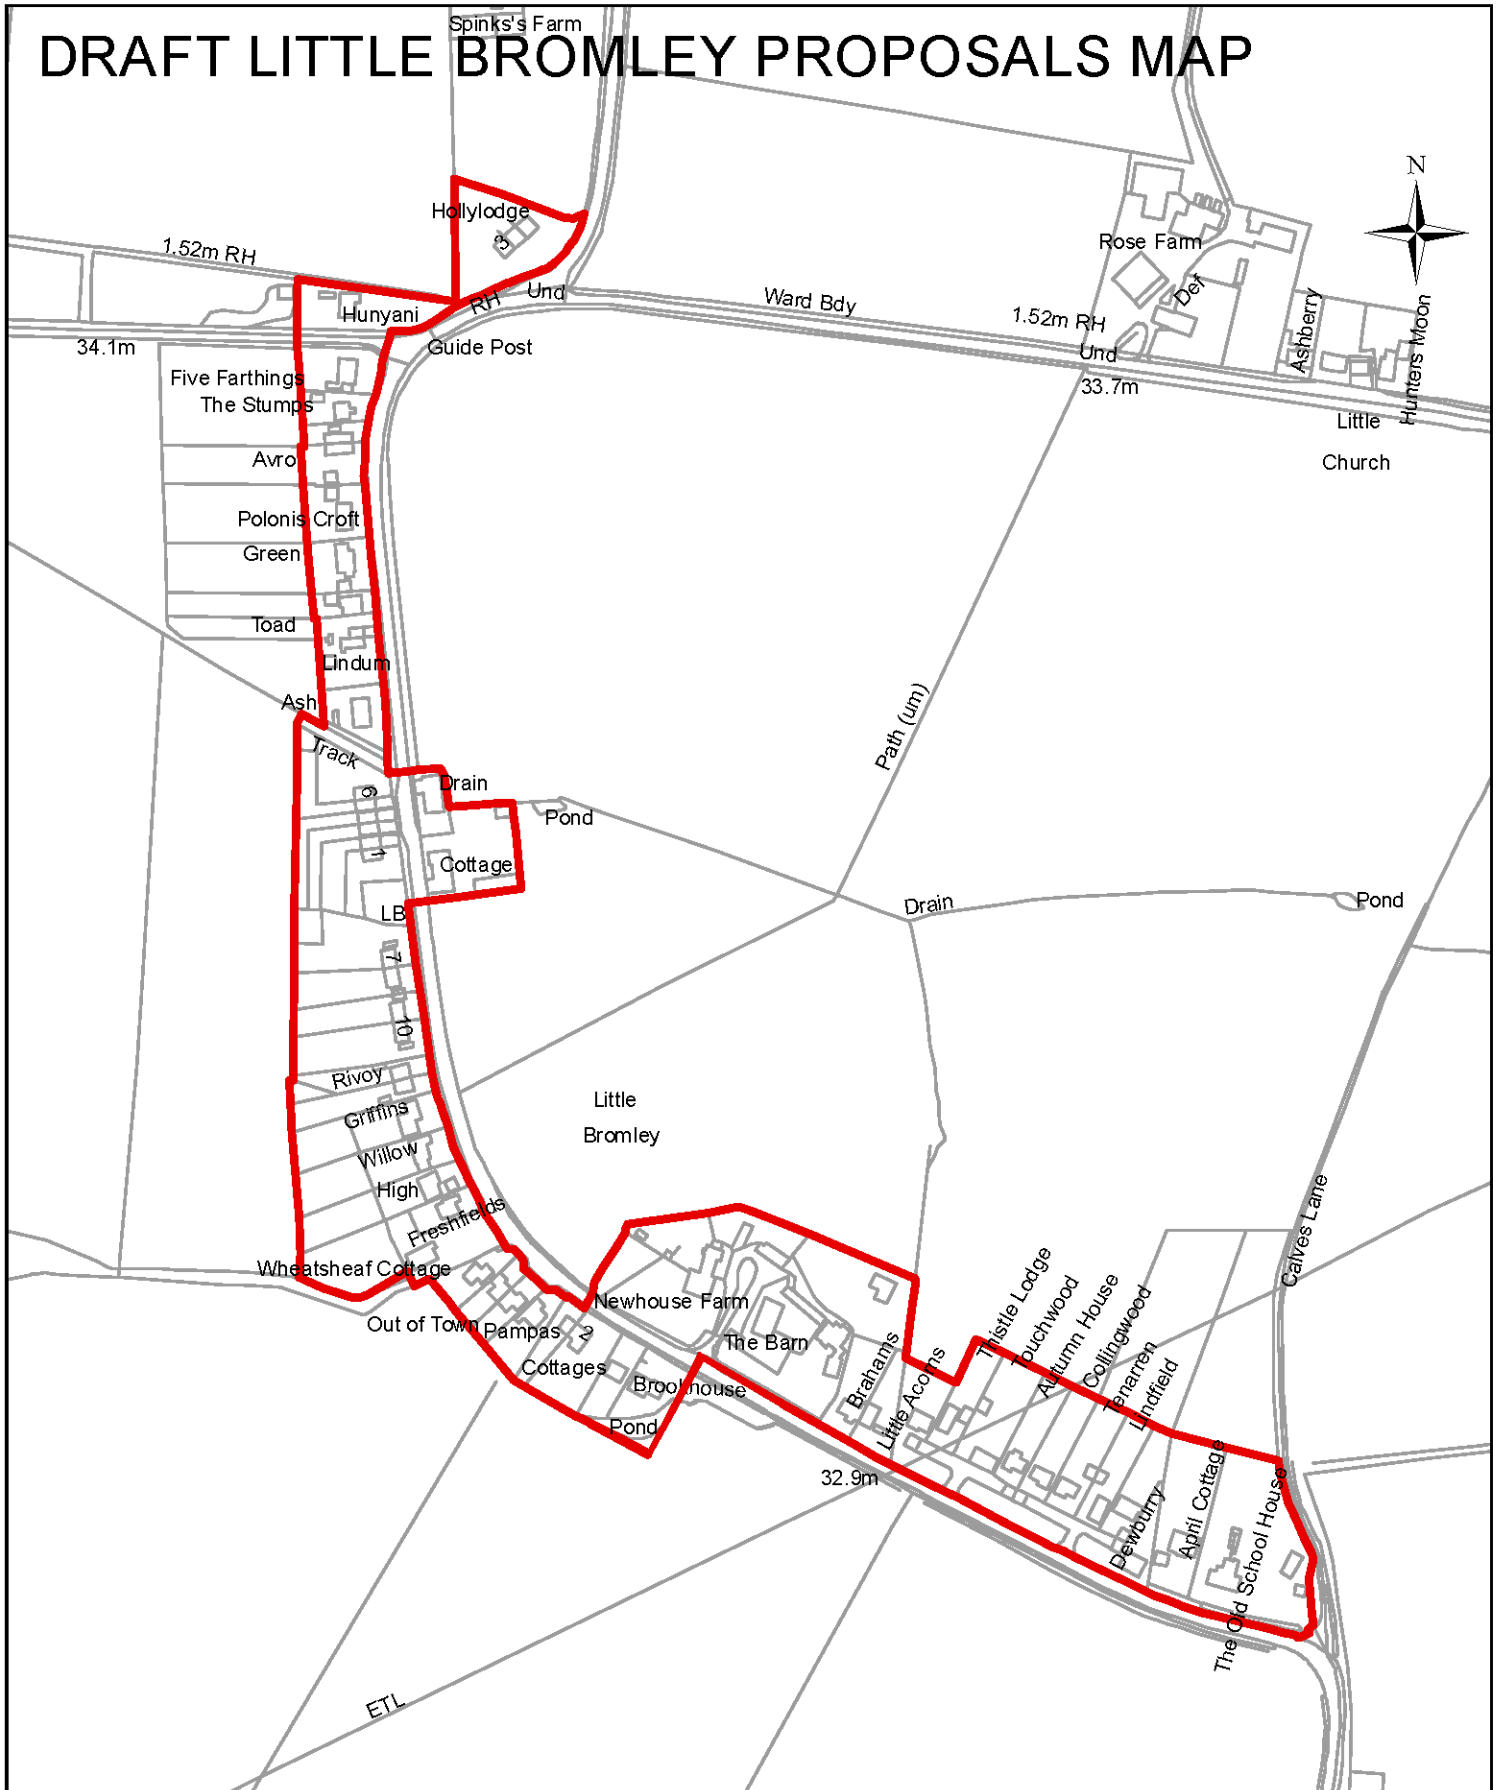 Spinks's Farm
DRAFT LITTLE BROMLEY PROPOSALS MAP
N
Hollylodge
3
Rose Farm
1.52m RH
Def
Und
RH
Ward Bdy
Hunyani
1.52m RH
Ashberry
Hunters Moon
34.1m
Guide Post
Und
33.7m
Five Farthings
The Stumps
Little
Church
Avro
Polonis Croft
Green
Toad
Lindum
Ash
Path (um)
Track
Drain
6
Pond
1
Cottage
LB
Drain
Pond
7
10
Rivoy
Little
Griffins
Bromley
Willow
High
Freshfields
Calves Lane
Wheatsheaf Cottage
Newhouse Farm
Thistle Lodge
Touchwood
Autumn House
Collingwood
Out of Town
Pampas
2
The Barn
Tenarren
Lindfield
Cottages
Brookhouse
Brahams
Little Acorns
Pond
32.9m
Dewburry
April Cottage
The Old School House
ETL